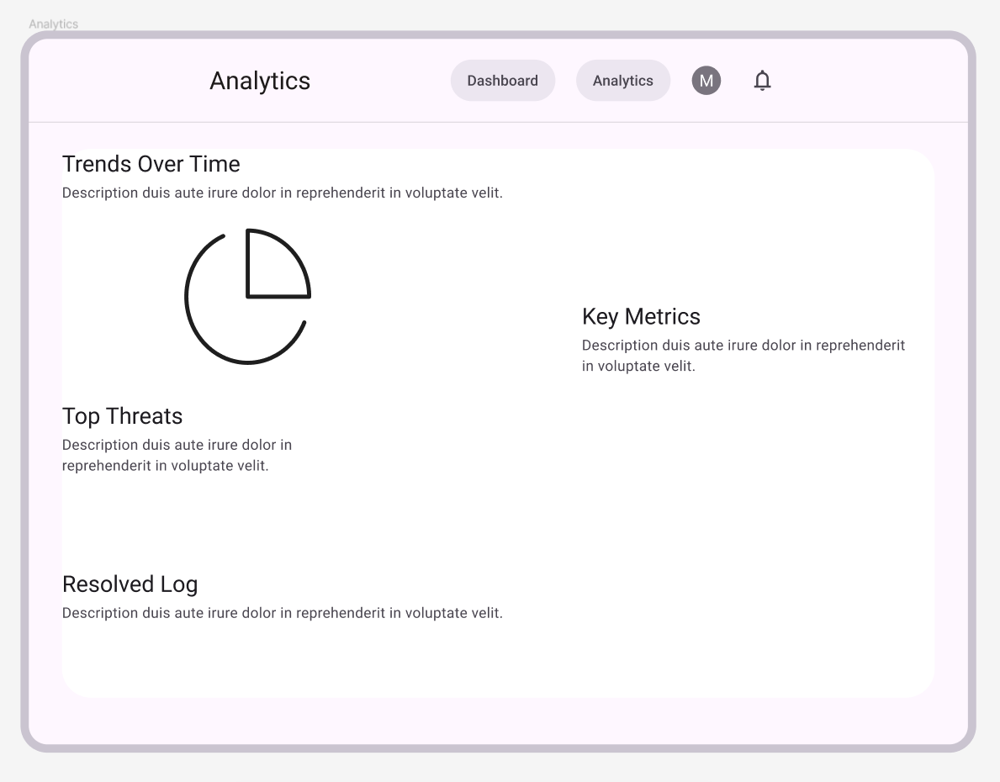 Analytics
Analytics
Dashboard
Analytics
M
Trends Over Time
Description duis aute irure dolor in reprehenderit in voluptate velit.
Key Metrics
Description duis aute irure dolor in reprehenderit
in voluptate velit.
Top Threats
Description duis aute irure dolor in
reprehenderit in voluptate velit.
Resolved Log
Description duis aute irure dolor in reprehenderit in voluptate velit.